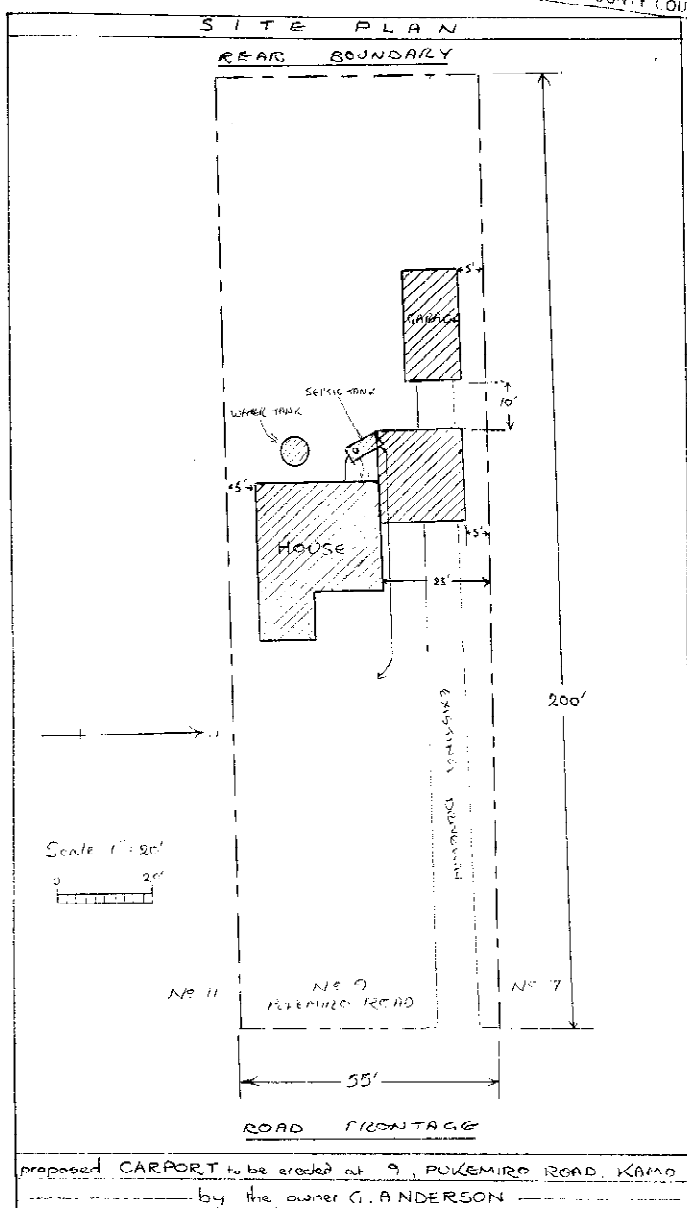 SITE PLAN
REAR BOUNDARY
5'
GARAGE
10'
SEPTIC TANK
WATER TANK
5'
HOUSE
5'
23'
200'
EXISTING DRIVEWAY
Scale 1" = 20'
0 20'
No 11
No 9
PUKEMIRO ROAD
No 7
55'
ROAD FRONTAGE
proposed CARPORT to be erected at 9, PUKEMIRO ROAD. KAMO
by the owner G. ANDERSON